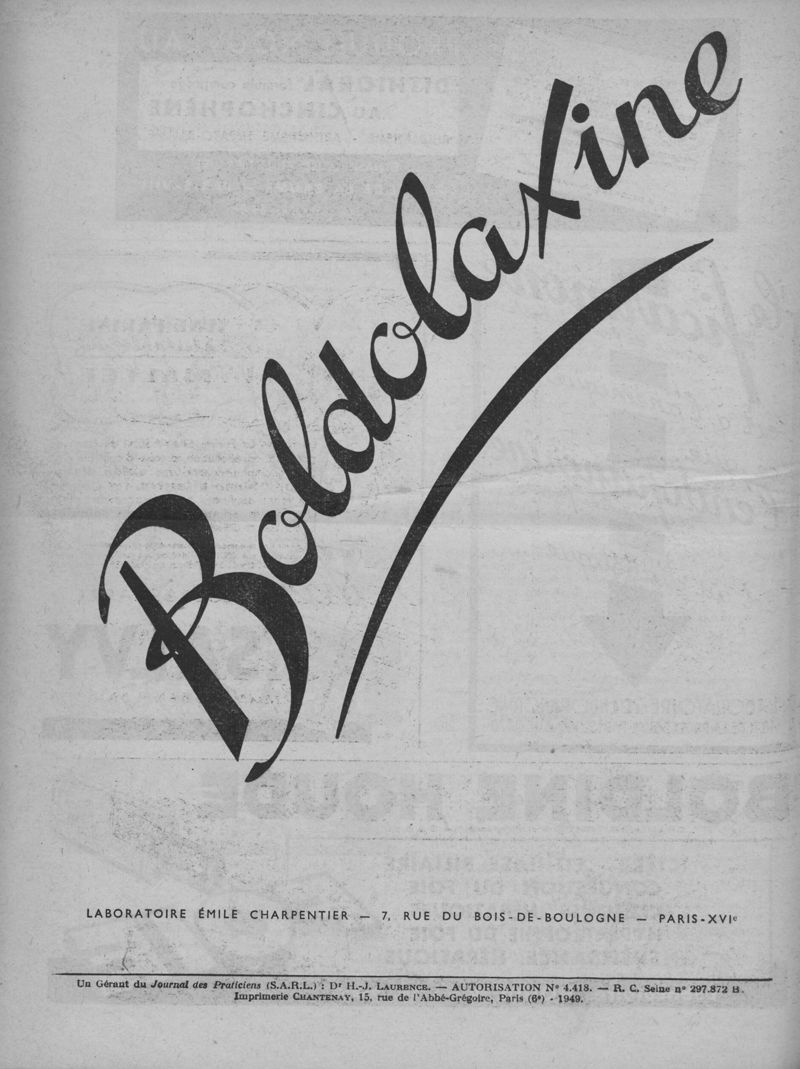 Boldolaxine
LABORATOIRE ÉMILE CHARPENTIER — 7, RUE DU BOIS-DE-BOULOGNE — PARIS-XVIe
Un Gérant du Journal des Praticiens (S.A.R.L.) : Dr H.-J. LAURENCE. — AUTORISATION No 4.418. — R. C. Seine no 297.872 B.
Imprimerie CHANTENAY, 15, rue de l'Abbé-Grégoire, Paris (6e) - 1949.